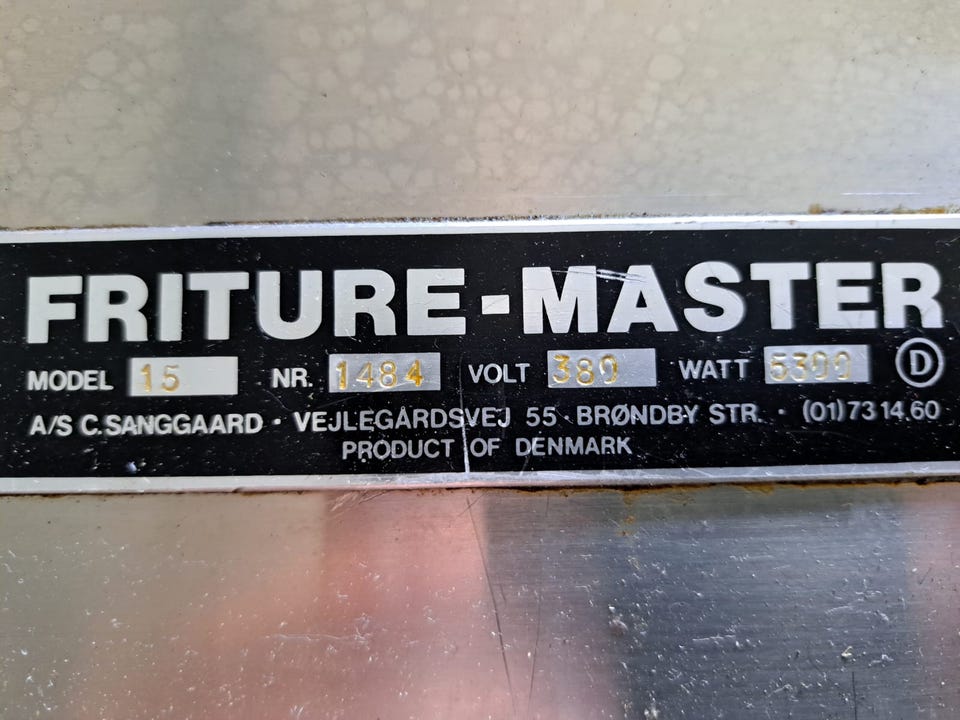 FRITURE-MASTER
MODEL 15 NR. 1484 VOLT 380 WATT 5300 D
A/S C.SANGGAARD · VEJLEGÅRDSVEJ 55 · BRØNDBY STR. · (01)73 14.60
PRODUCT OF DENMARK